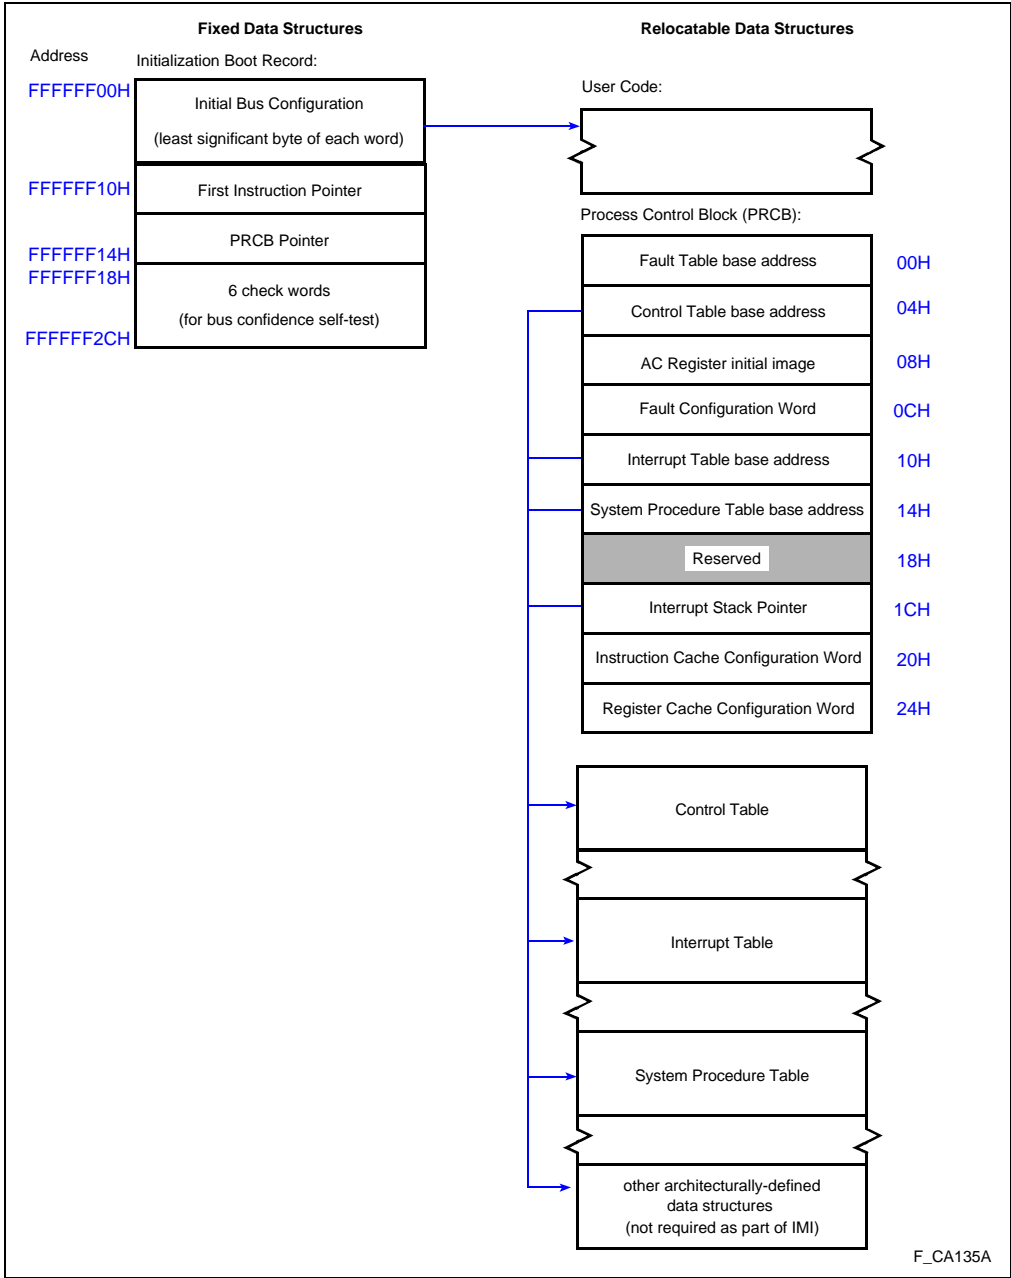 Fixed Data Structures
Relocatable Data Structures
Address
Initialization Boot Record:
FFFFFF00H
Initial Bus Configuration
(least significant byte of each word)
FFFFFF10H
First Instruction Pointer
PRCB Pointer
FFFFFF14H
FFFFFF18H
6 check words
(for bus confidence self-test)
FFFFFF2CH
User Code:
Process Control Block (PRCB):
Fault Table base address
00H
Control Table base address
04H
AC Register initial image
08H
Fault Configuration Word
0CH
Interrupt Table base address
10H
System Procedure Table base address
14H
Reserved
18H
Interrupt Stack Pointer
1CH
Instruction Cache Configuration Word
20H
Register Cache Configuration Word
24H
Control Table
Interrupt Table
System Procedure Table
other architecturally-defined
data structures
(not required as part of IMI)
F_CA135A